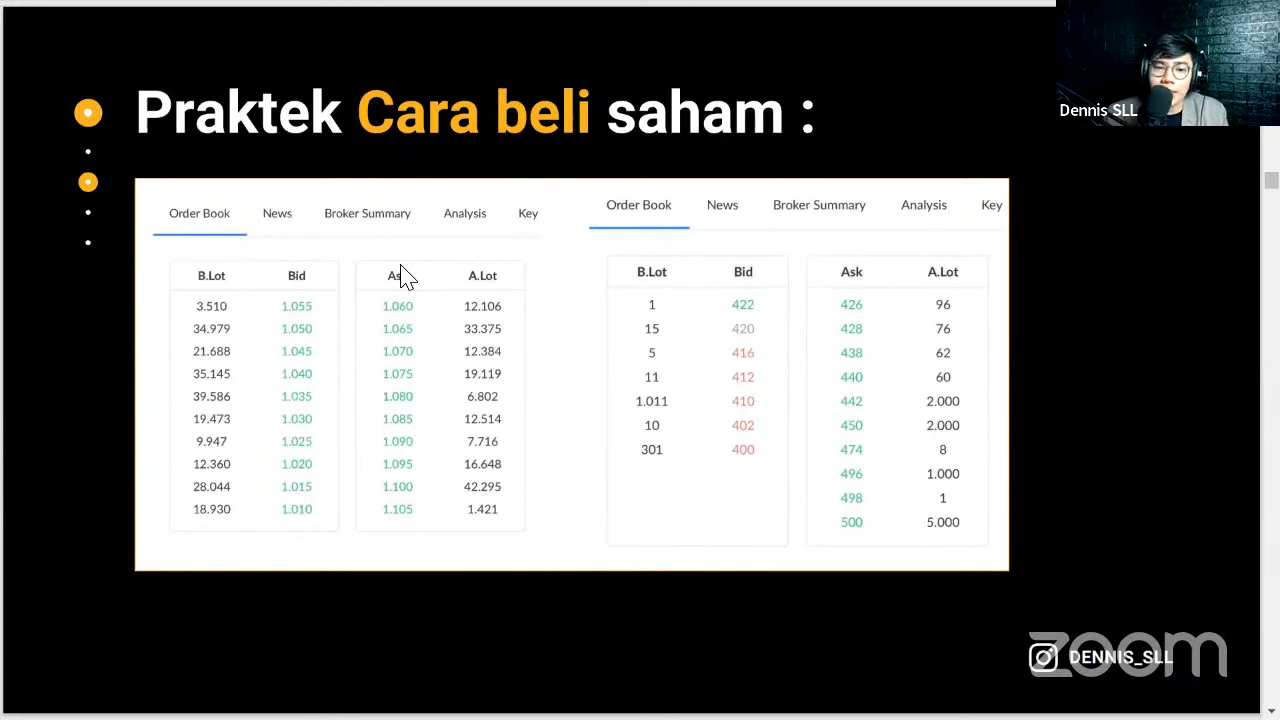 Praktek Cara beli saham :
Dennis SLL
Order Book News Broker Summary Analysis Key
B.Lot Bid Ask A.Lot
3.510 1.055 1.060 12.106
34.979 1.050 1.065 33.375
21.688 1.045 1.070 12.384
35.145 1.040 1.075 19.119
39.586 1.035 1.080 6.802
19.473 1.030 1.085 12.514
9.947 1.025 1.090 7.716
12.360 1.020 1.095 16.648
28.044 1.015 1.100 42.295
18.930 1.010 1.105 1.421
Order Book News Broker Summary Analysis Key
B.Lot Bid Ask A.Lot
1 422 426 96
15 420 428 76
5 416 438 62
11 412 440 60
1.011 410 442 2.000
10 402 450 2.000
301 400 474 8
496 1.000
498 1
500 5.000
DENNIS_SLL
zoom